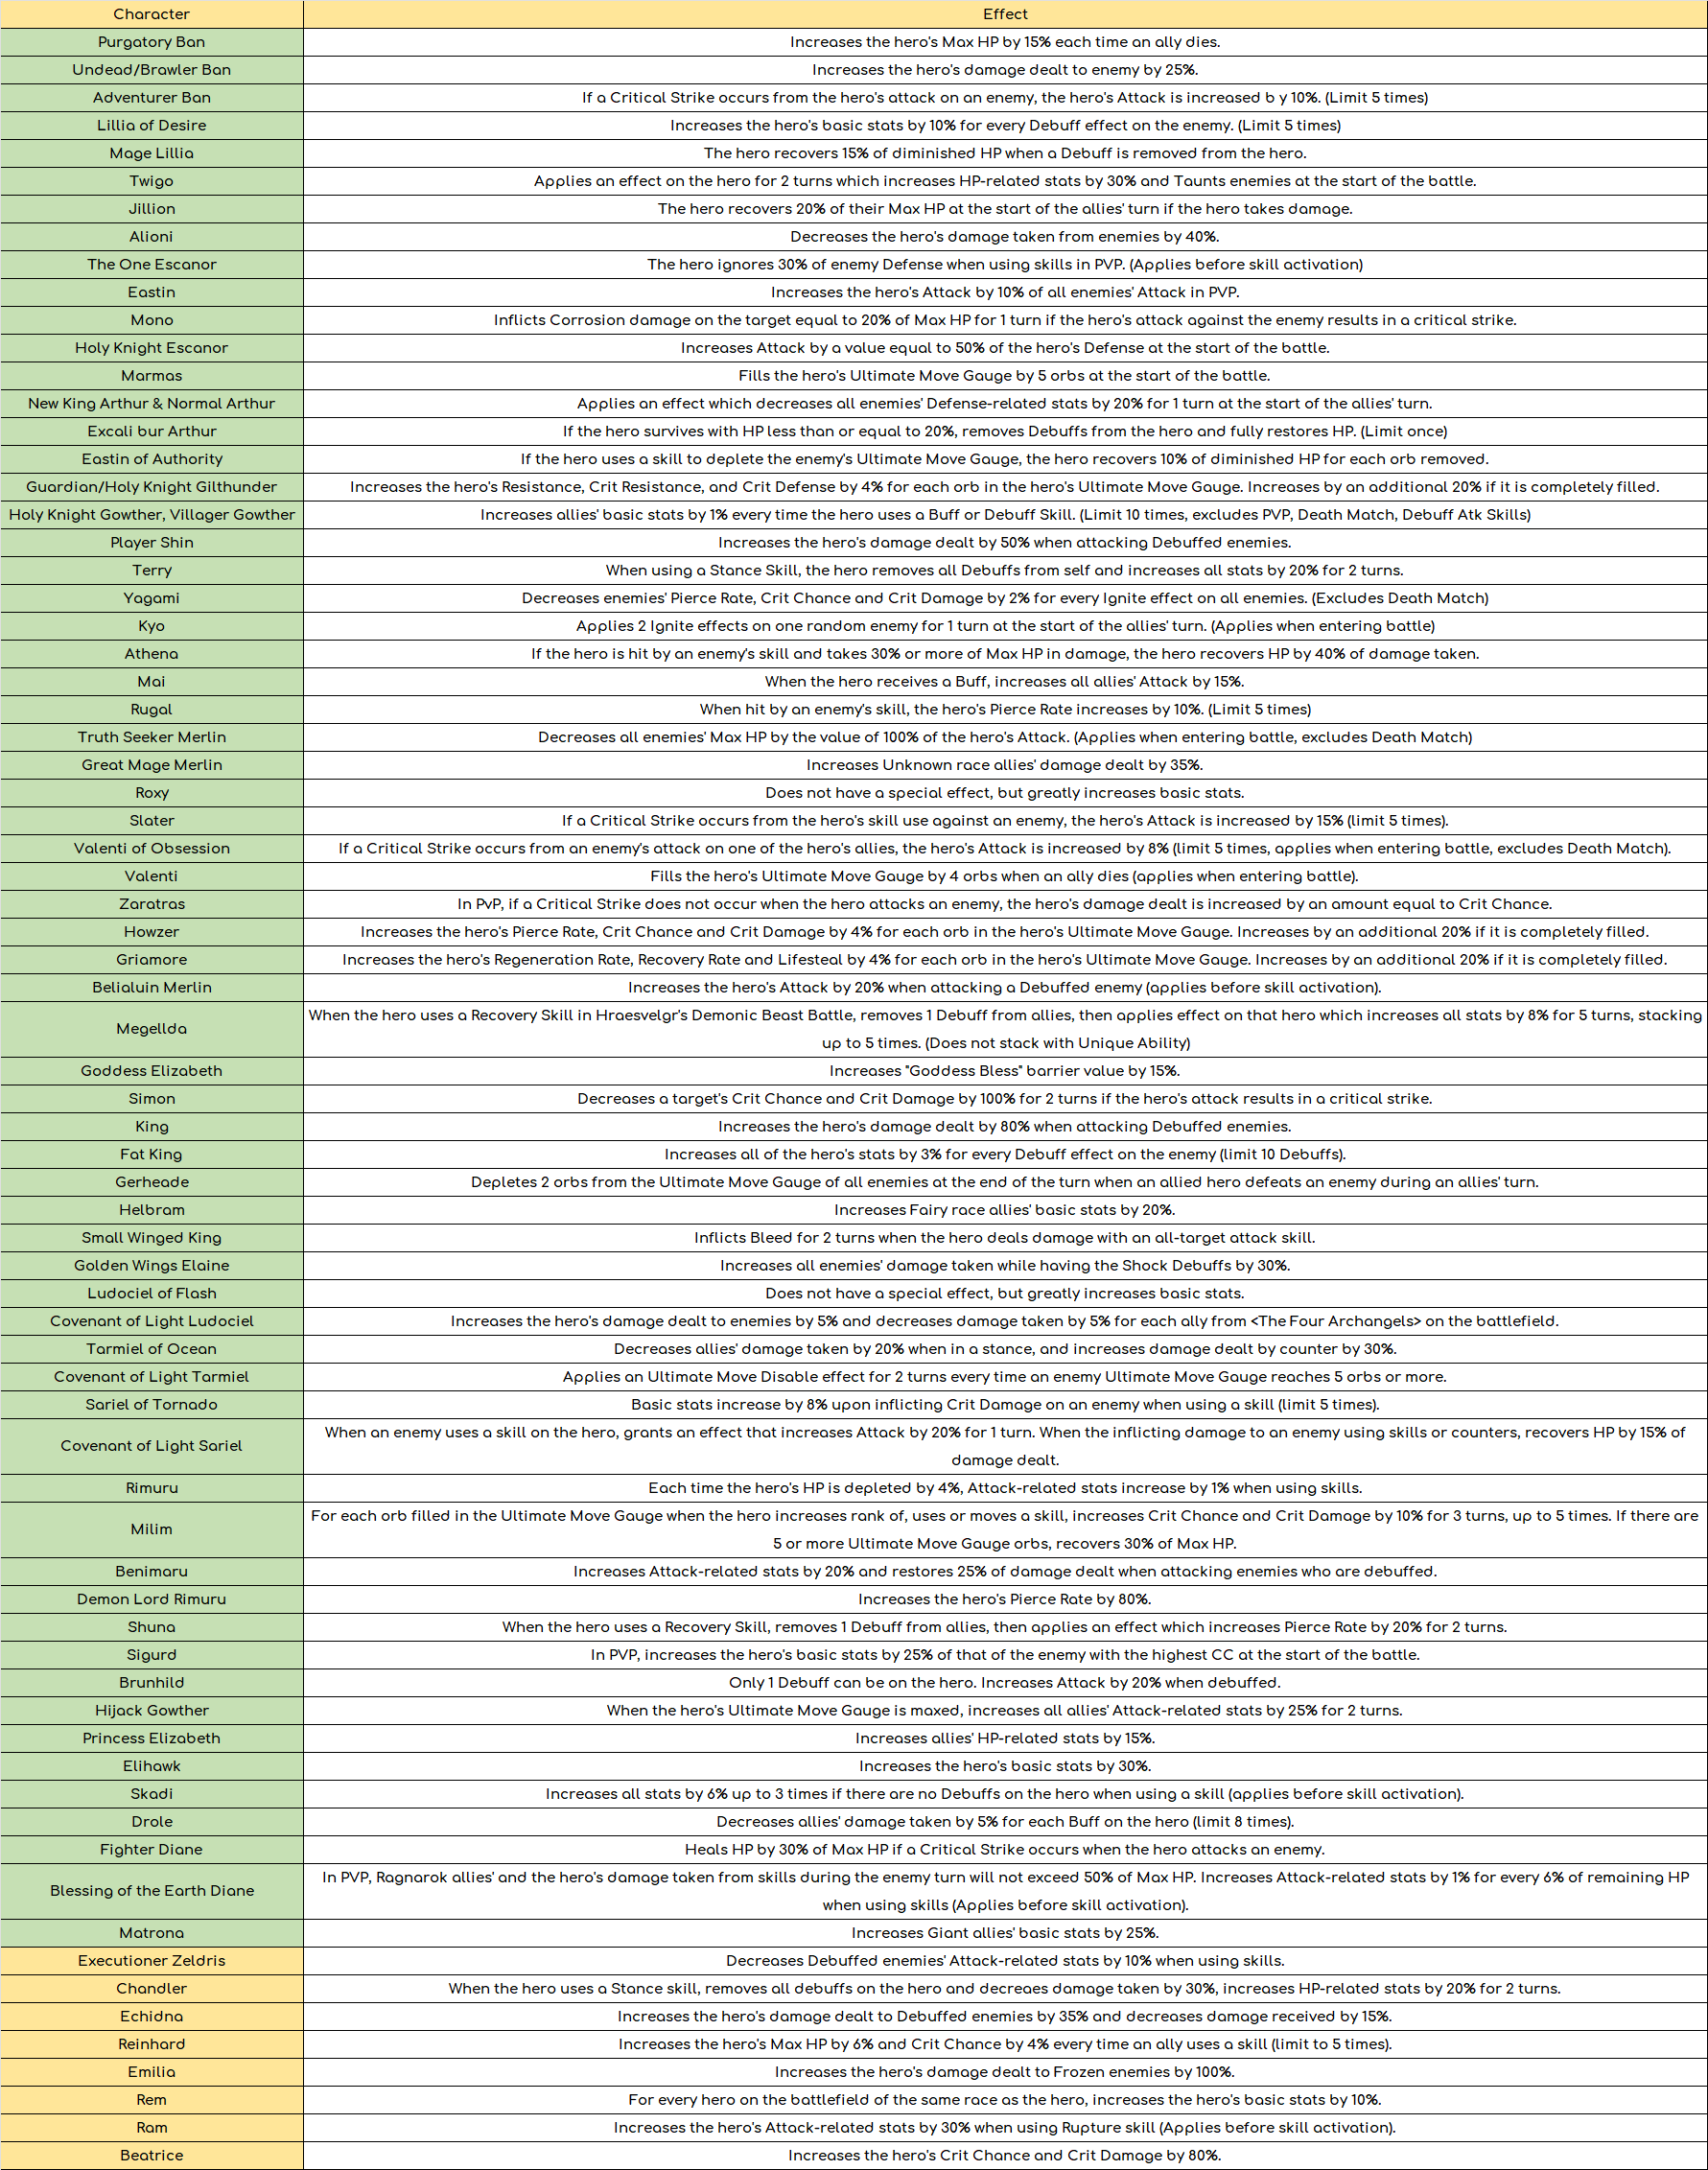 Character Effect
Purgatory Ban Increases the hero's Max HP by 15% each time an ally dies.
Undead/Brawler Ban Increases the hero's damage dealt to enemy by 25%.
Adventurer Ban If a Critical Strike occurs from the hero's attack on an enemy, the hero's Attack is increased b y 10%. (Limit 5 times)
Lillia of Desire Increases the hero's basic stats by 10% for every Debuff effect on the enemy. (Limit 5 times)
Mage Lillia The hero recovers 15% of diminished HP when a Debuff is removed from the hero.
Twigo Applies an effect on the hero for 2 turns which increases HP-related stats by 30% and Taunts enemies at the start of the battle.
Jillion The hero recovers 20% of their Max HP at the start of the allies' turn if the hero takes damage.
Alioni Decreases the hero's damage taken from enemies by 40%.
The One Escanor The hero ignores 30% of enemy Defense when using skills in PVP. (Applies before skill activation)
Eastin Increases the hero's Attack by 10% of all enemies' Attack in PVP.
Mono Inflicts Corrosion damage on the target equal to 20% of Max HP for 1 turn if the hero's attack against the enemy results in a critical strike.
Holy Knight Escanor Increases Attack by a value equal to 50% of the hero's Defense at the start of the battle.
Marmas Fills the hero's Ultimate Move Gauge by 5 orbs at the start of the battle.
New King Arthur & Normal Arthur Applies an effect which decreases all enemies' Defense-related stats by 20% for 1 turn at the start of the allies' turn.
Excali bur Arthur If the hero survives with HP less than or equal to 20%, removes Debuffs from the hero and fully restores HP. (Limit once)
Eastin of Authority If the hero uses a skill to deplete the enemy's Ultimate Move Gauge, the hero recovers 10% of diminished HP for each orb removed.
Guardian/Holy Knight Gilthunder Increases the hero's Resistance, Crit Resistance, and Crit Defense by 4% for each orb in the hero's Ultimate Move Gauge. Increases by an additional 20% if it is completely filled.
Holy Knight Gowther, Villager Gowther Increases allies' basic stats by 1% every time the hero uses a Buff or Debuff Skill. (Limit 10 times, excludes PVP, Death Match, Debuff Atk Skills)
Player Shin Increases the hero's damage dealt by 50% when attacking Debuffed enemies.
Terry When using a Stance Skill, the hero removes all Debuffs from self and increases all stats by 20% for 2 turns.
Yagami Decreases enemies' Pierce Rate, Crit Chance and Crit Damage by 2% for every Ignite effect on all enemies. (Excludes Death Match)
Kyo Applies 2 Ignite effects on one random enemy for 1 turn at the start of the allies' turn. (Applies when entering battle)
Athena If the hero is hit by an enemy's skill and takes 30% or more of Max HP in damage, the hero recovers HP by 40% of damage taken.
Mai When the hero receives a Buff, increases all allies' Attack by 15%.
Rugal When hit by an enemy's skill, the hero's Pierce Rate increases by 10%. (Limit 5 times)
Truth Seeker Merlin Decreases all enemies' Max HP by the value of 100% of the hero's Attack. (Applies when entering battle, excludes Death Match)
Great Mage Merlin Increases Unknown race allies' damage dealt by 35%.
Roxy Does not have a special effect, but greatly increases basic stats.
Slater If a Critical Strike occurs from the hero's skill use against an enemy, the hero's Attack is increased by 15% (limit 5 times).
Valenti of Obsession If a Critical Strike occurs from an enemy's attack on one of the hero's allies, the hero's Attack is increased by 8% (limit 5 times, applies when entering battle, excludes Death Match).
Valenti Fills the hero's Ultimate Move Gauge by 4 orbs when an ally dies (applies when entering battle).
Zaratras In PvP, if a Critical Strike does not occur when the hero attacks an enemy, the hero's damage dealt is increased by an amount equal to Crit Chance.
Howzer Increases the hero's Pierce Rate, Crit Chance and Crit Damage by 4% for each orb in the hero's Ultimate Move Gauge. Increases by an additional 20% if it is completely filled.
Griamore Increases the hero's Regeneration Rate, Recovery Rate and Lifesteal by 4% for each orb in the hero's Ultimate Move Gauge. Increases by an additional 20% if it is completely filled.
Belialuin Merlin Increases the hero's Attack by 20% when attacking a Debuffed enemy (applies before skill activation).
Megellda When the hero uses a Recovery Skill in Hraesvelgr's Demonic Beast Battle, removes 1 Debuff from allies, then applies effect on that hero which increases all stats by 8% for 5 turns, stacking
up to 5 times. (Does not stack with Unique Ability)
Goddess Elizabeth Increases "Goddess Bless" barrier value by 15%.
Simon Decreases a target's Crit Chance and Crit Damage by 100% for 2 turns if the hero's attack results in a critical strike.
King Increases the hero's damage dealt by 80% when attacking Debuffed enemies.
Fat King Increases all of the hero's stats by 3% for every Debuff effect on the enemy (limit 10 Debuffs).
Gerheade Depletes 2 orbs from the Ultimate Move Gauge of all enemies at the end of the turn when an allied hero defeats an enemy during an allies' turn.
Helbram Increases Fairy race allies' basic stats by 20%.
Small Winged King Inflicts Bleed for 2 turns when the hero deals damage with an all-target attack skill.
Golden Wings Elaine Increases all enemies' damage taken while having the Shock Debuffs by 30%.
Ludociel of Flash Does not have a special effect, but greatly increases basic stats.
Covenant of Light Ludociel Increases the hero's damage dealt to enemies by 5% and decreases damage taken by 5% for each ally from <The Four Archangels> on the battlefield.
Tarmiel of Ocean Decreases allies' damage taken by 20% when in a stance, and increases damage dealt by counter by 30%.
Covenant of Light Tarmiel Applies an Ultimate Move Disable effect for 2 turns every time an enemy Ultimate Move Gauge reaches 5 orbs or more.
Sariel of Tornado Basic stats increase by 8% upon inflicting Crit Damage on an enemy when using a skill (limit 5 times).
Covenant of Light Sariel When an enemy uses a skill on the hero, grants an effect that increases Attack by 20% for 1 turn. When the inflicting damage to an enemy using skills or counters, recovers HP by 15% of
damage dealt.
Rimuru Each time the hero's HP is depleted by 4%, Attack-related stats increase by 1% when using skills.
Milim For each orb filled in the Ultimate Move Gauge when the hero increases rank of, uses or moves a skill, increases Crit Chance and Crit Damage by 10% for 3 turns, up to 5 times. If there are
5 or more Ultimate Move Gauge orbs, recovers 30% of Max HP.
Benimaru Increases Attack-related stats by 20% and restores 25% of damage dealt when attacking enemies who are debuffed.
Demon Lord Rimuru Increases the hero's Pierce Rate by 80%.
Shuna When the hero uses a Recovery Skill, removes 1 Debuff from allies, then applies an effect which increases Pierce Rate by 20% for 2 turns.
Sigurd In PVP, increases the hero's basic stats by 25% of that of the enemy with the highest CC at the start of the battle.
Brunhild Only 1 Debuff can be on the hero. Increases Attack by 20% when debuffed.
Hijack Gowther When the hero's Ultimate Move Gauge is maxed, increases all allies' Attack-related stats by 25% for 2 turns.
Princess Elizabeth Increases allies' HP-related stats by 15%.
Elihawk Increases the hero's basic stats by 30%.
Skadi Increases all stats by 6% up to 3 times if there are no Debuffs on the hero when using a skill (applies before skill activation).
Drole Decreases allies' damage taken by 5% for each Buff on the hero (limit 8 times).
Fighter Diane Heals HP by 30% of Max HP if a Critical Strike occurs when the hero attacks an enemy.
Blessing of the Earth Diane In PVP, Ragnarok allies' and the hero's damage taken from skills during the enemy turn will not exceed 50% of Max HP. Increases Attack-related stats by 1% for every 6% of remaining HP
when using skills (Applies before skill activation).
Matrona Increases Giant allies' basic stats by 25%.
Executioner Zeldris Decreases Debuffed enemies' Attack-related stats by 10% when using skills.
Chandler When the hero uses a Stance skill, removes all debuffs on the hero and decreaes damage taken by 30%, increases HP-related stats by 20% for 2 turns.
Echidna Increases the hero's damage dealt to Debuffed enemies by 35% and decreases damage received by 15%.
Reinhard Increases the hero's Max HP by 6% and Crit Chance by 4% every time an ally uses a skill (limit to 5 times).
Emilia Increases the hero's damage dealt to Frozen enemies by 100%.
Rem For every hero on the battlefield of the same race as the hero, increases the hero's basic stats by 10%.
Ram Increases the hero's Attack-related stats by 30% when using Rupture skill (Applies before skill activation).
Beatrice Increases the hero's Crit Chance and Crit Damage by 80%.